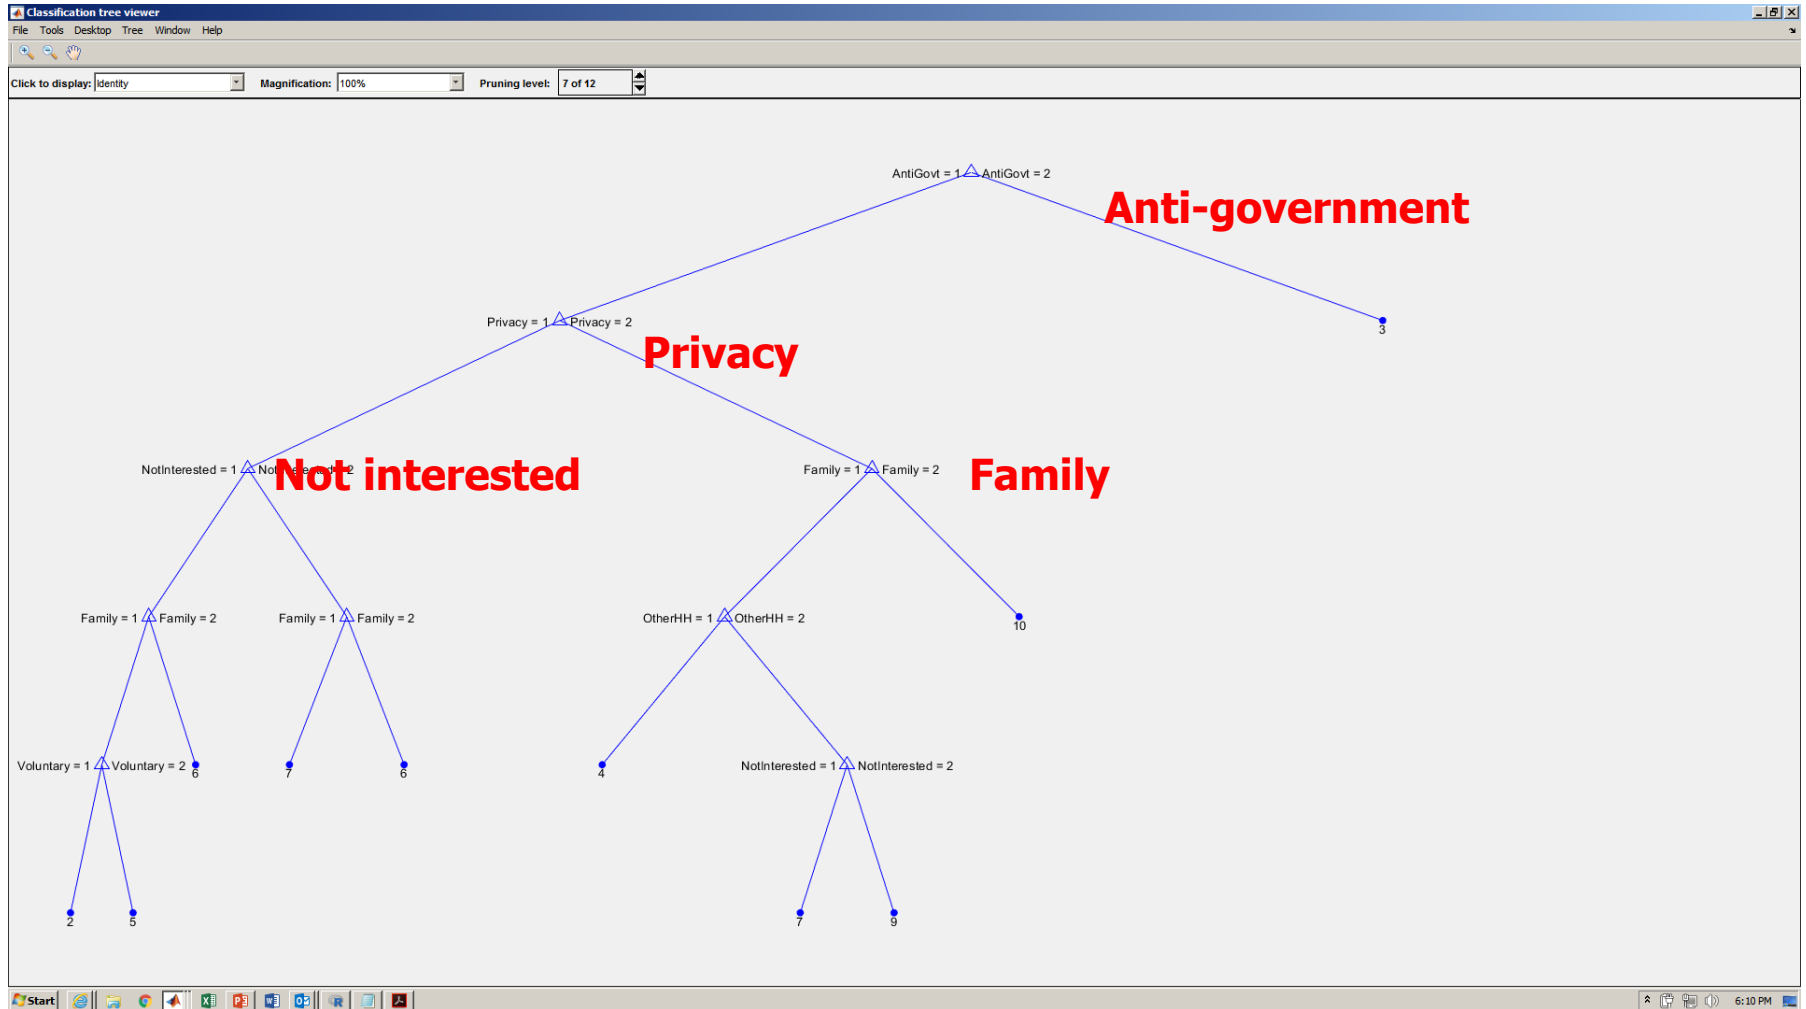 Classification tree viewer
File Tools Desktop Tree Window Help
Click to display: Identity Magnification: 100% Pruning level: 7 of 12
AntiGovt = 1 AntiGovt = 2
Anti-government
Privacy = 1 Privacy = 2
3
Privacy
NotInterested = 1 NotInterested = 2
Not interested
Family = 1 Family = 2
Family
Family = 1 Family = 2 Family = 1 Family = 2 OtherHH = 1 OtherHH = 2
10
Voluntary = 1 Voluntary = 2 6 7 6 4 NotInterested = 1 NotInterested = 2
2 5 7 9
Start 6:10 PM